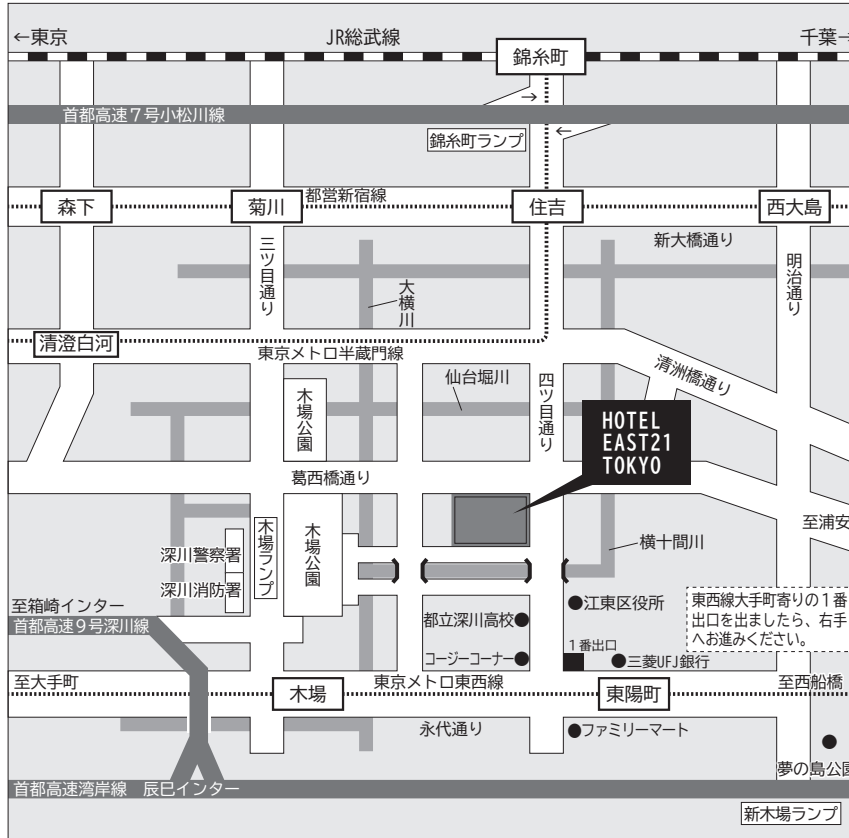 ←東京
JR総武線
千葉→
錦糸町
→
首都高速7号小松川線
←
錦糸町ランプ
都営新宿線
森下
菊川
住吉
西大島
新大橋通り
三ツ目通り
大横川
明治通り
清澄白河
東京メトロ半蔵門線
清洲橋通り
仙台堀川
四ツ目通り
木場公園
HOTEL
EAST21
TOKYO
葛西橋通り
至浦安
木場ランプ
木場公園
横十間川
深川警察署
深川消防署
至箱崎インター
首都高速9号深川線
江東区役所
都立深川高校
東西線大手町寄りの1番
出口を出ましたら、右手
へお進みください。
1番出口
コージーコーナー
三菱UFJ銀行
至大手町
東京メトロ東西線
至西船橋
木場
東陽町
永代通り
ファミリーマート
夢の島公園
首都高速湾岸線 辰巳インター
新木場ランプ